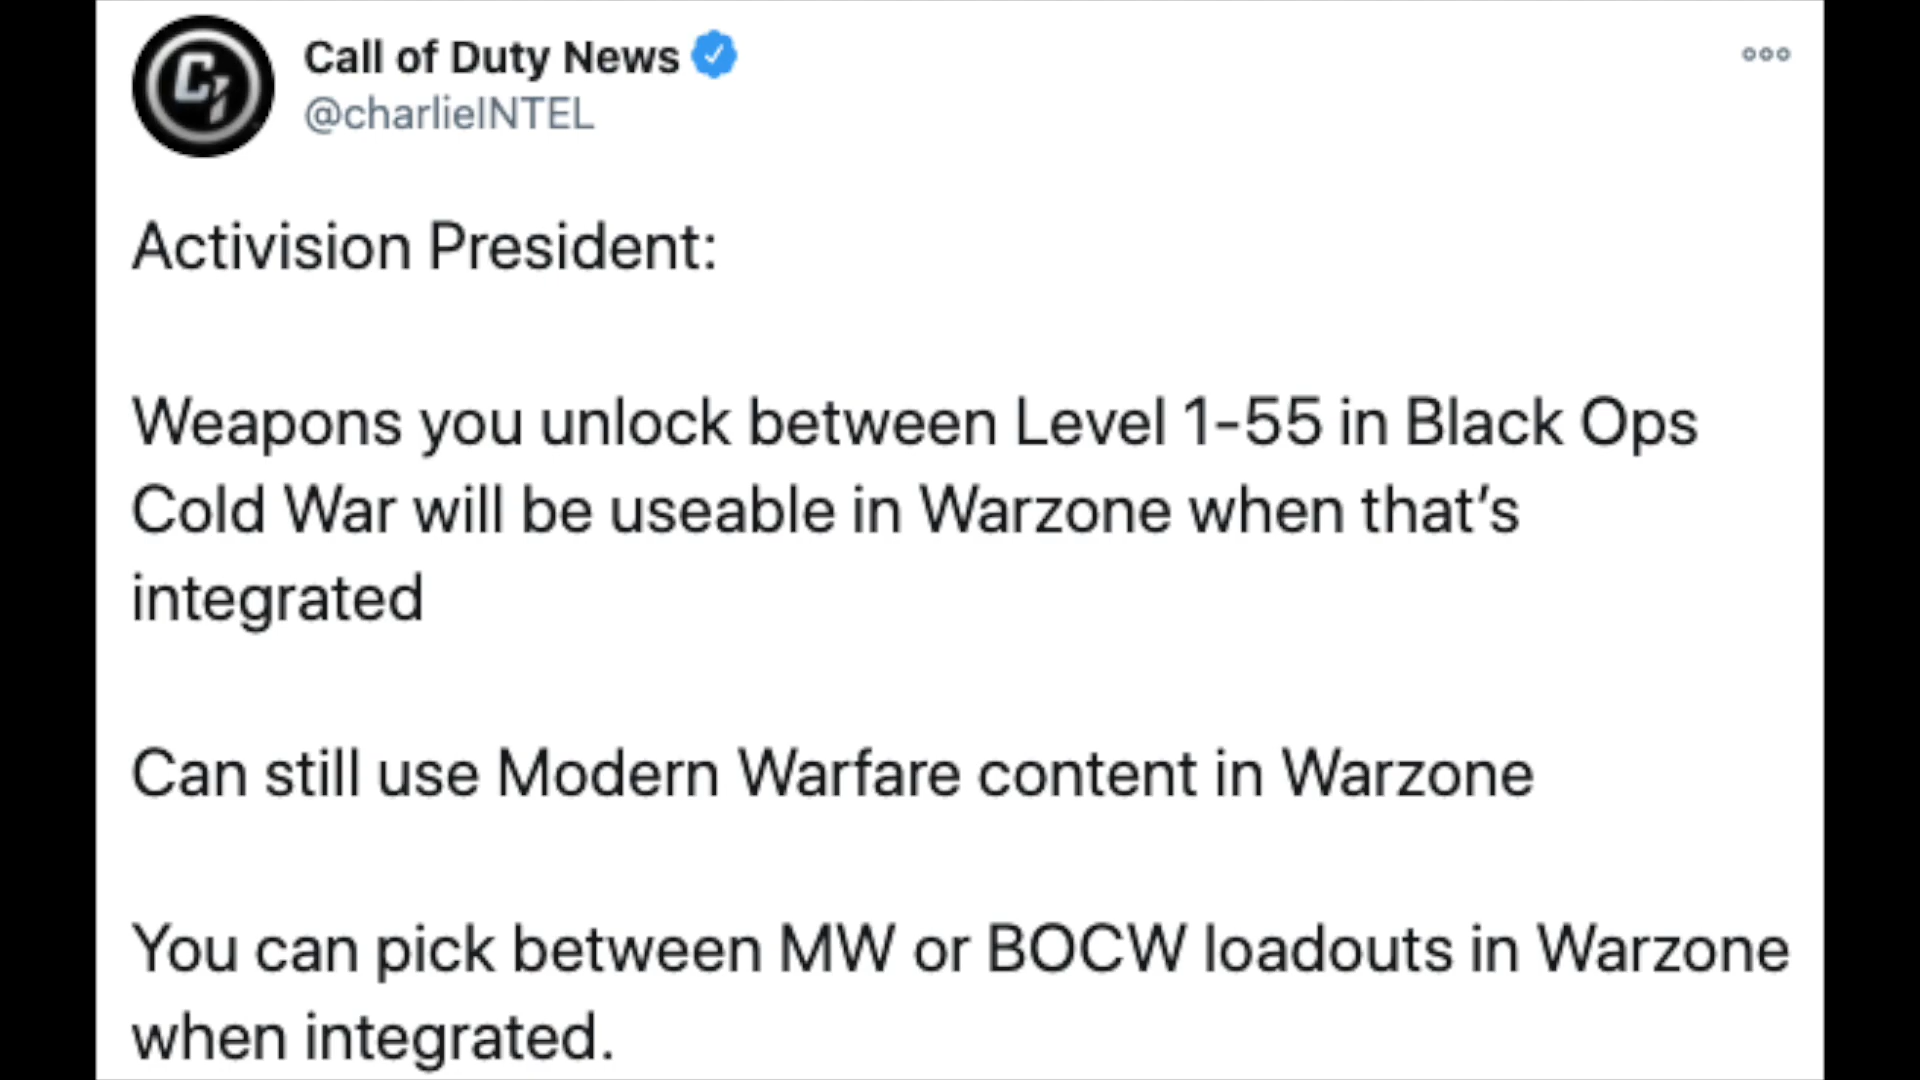 Call of Duty News
@charlieINTEL
Activision President:
Weapons you unlock between Level 1-55 in Black Ops
Cold War will be useable in Warzone when that's
integrated
Can still use Modern Warfare content in Warzone
You can pick between MW or BOCW loadouts in Warzone
when integrated.